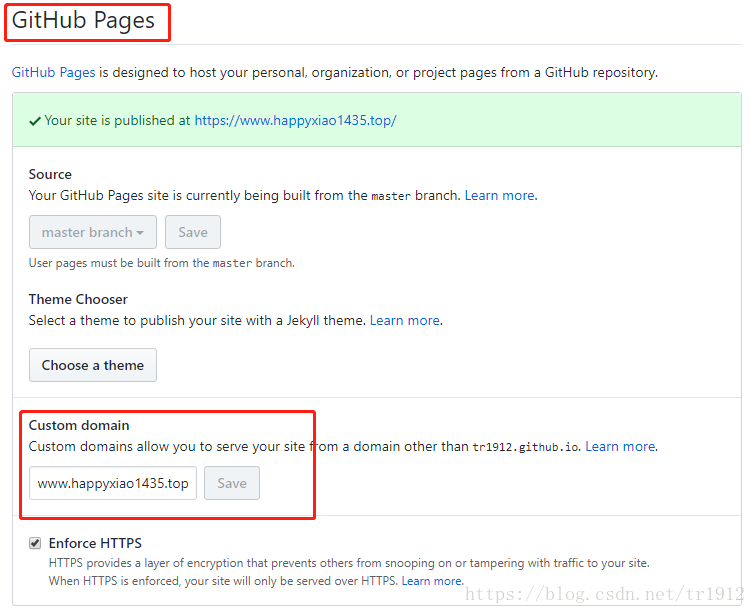 GitHub Pages
GitHub Pages is designed to host your personal, organization, or project pages from a GitHub repository.
Your site is published at https://www.happyxiao1435.top/
Source
Your GitHub Pages site is currently being built from the master branch. Learn more.
master branch Save
User pages must be built from the master branch.
Theme Chooser
Select a theme to publish your site with a Jekyll theme. Learn more.
Choose a theme
Custom domain
Custom domains allow you to serve your site from a domain other than tr1912.github.io. Learn more.
www.happyxiao1435.top Save
Enforce HTTPS
HTTPS provides a layer of encryption that prevents others from snooping on or tampering with traffic to your site.
When HTTPS is enforced, your site will only be served over HTTPS. Learn more.
https://blog.csdn.net/tr1912